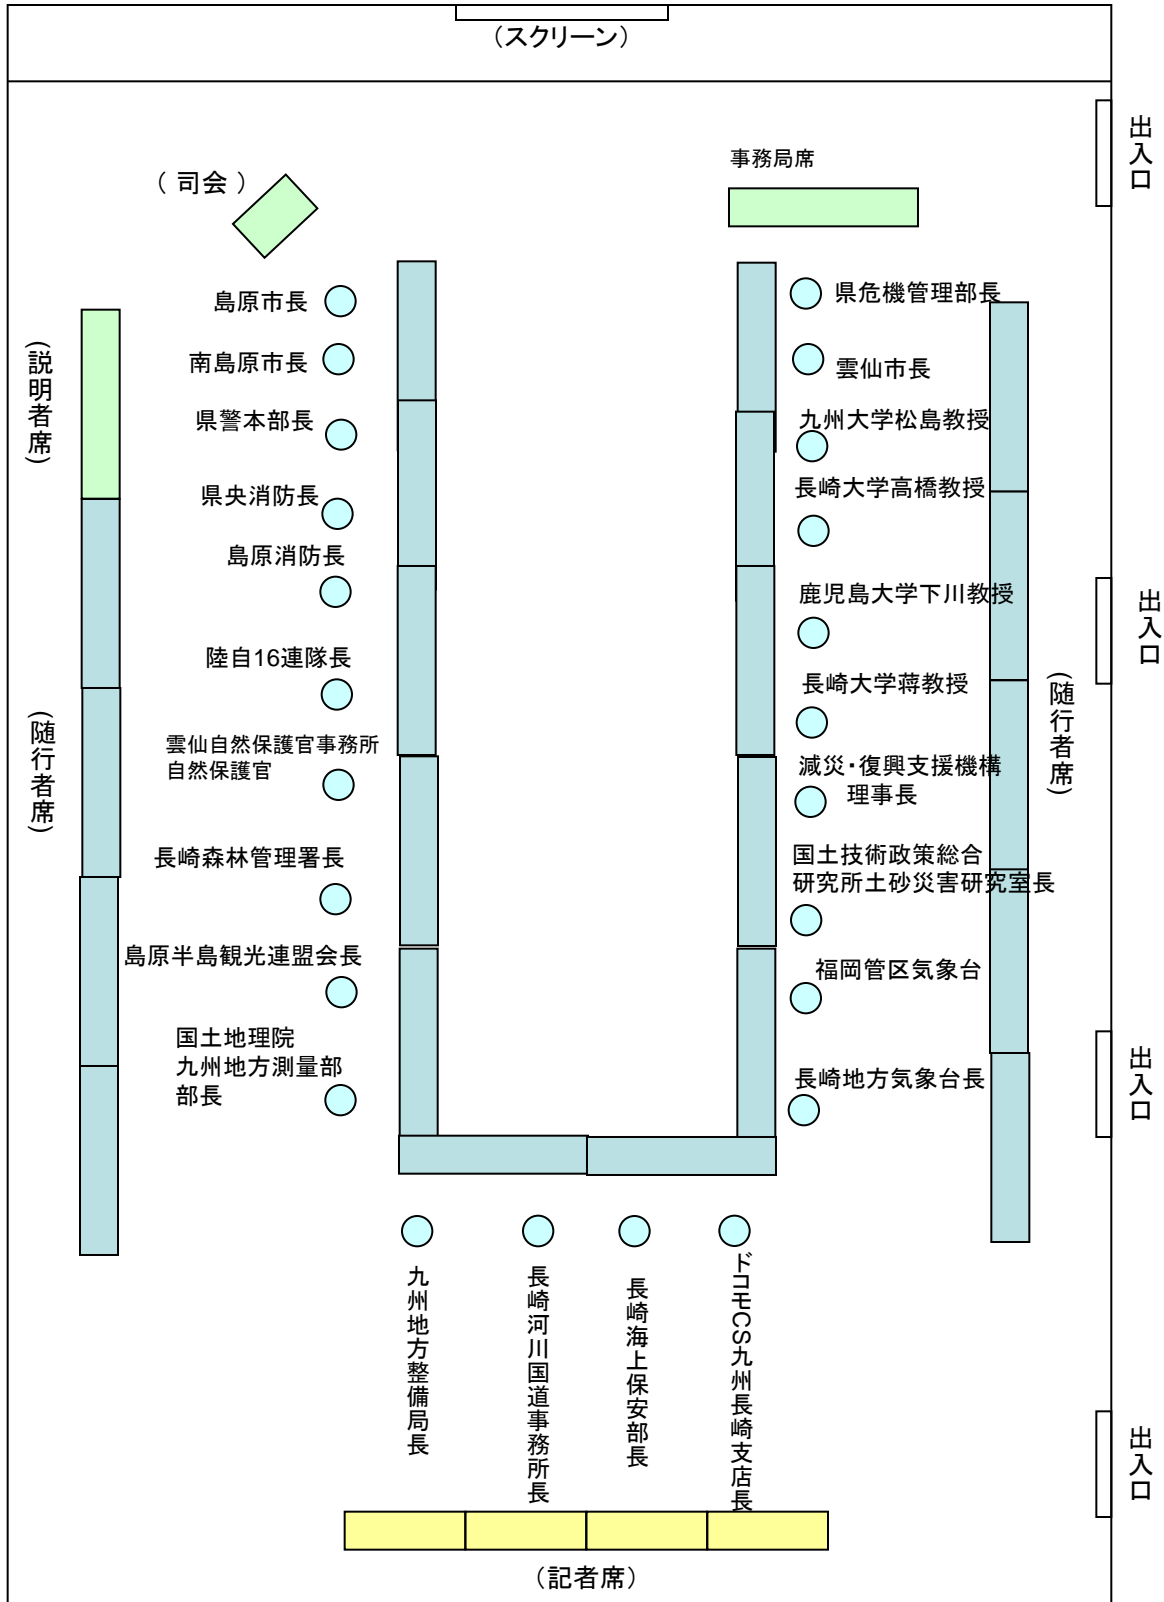 （スクリーン）
（ 司会 ）
事務局席
出入口
島原市長
南島原市長
県警本部長
県央消防長
島原消防長
陸自16連隊長
雲仙自然保護官事務所
自然保護官
長崎森林管理署長
島原半島観光連盟会長
国土地理院
九州地方測量部
部長
（説明者席）
（随行者席）
県危機管理部長
雲仙市長
九州大学松島教授
長崎大学高橋教授
鹿児島大学下川教授
長崎大学蒋教授
減災・復興支援機構
理事長
国土技術政策総合
研究所土砂災害研究室長
福岡管区気象台
長崎地方気象台長
（随行者席）
出入口
出入口
九州地方整備局長
長崎河川国道事務所長
長崎海上保安部長
ドコモCS九州長崎支店長
出入口
（記者席）